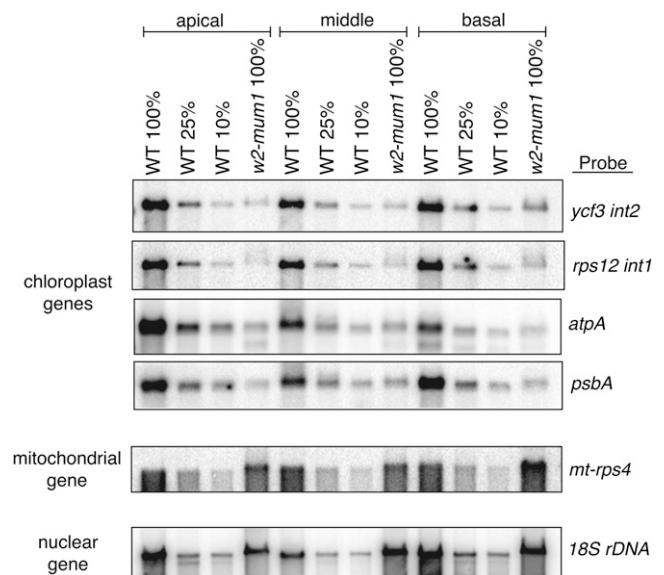 apical middle basal
WT 100% WT 25% WT 10% w2-mum1 100% WT 100% WT 25% WT 10% w2-mum1 100% WT 100% WT 25% WT 10% w2-mum1 100%
Probe
ycf3 int2
rps12 int1
chloroplast
genes
atpA
psbA
mitochondrial
gene
mt-rps4
nuclear
gene
18S rDNA